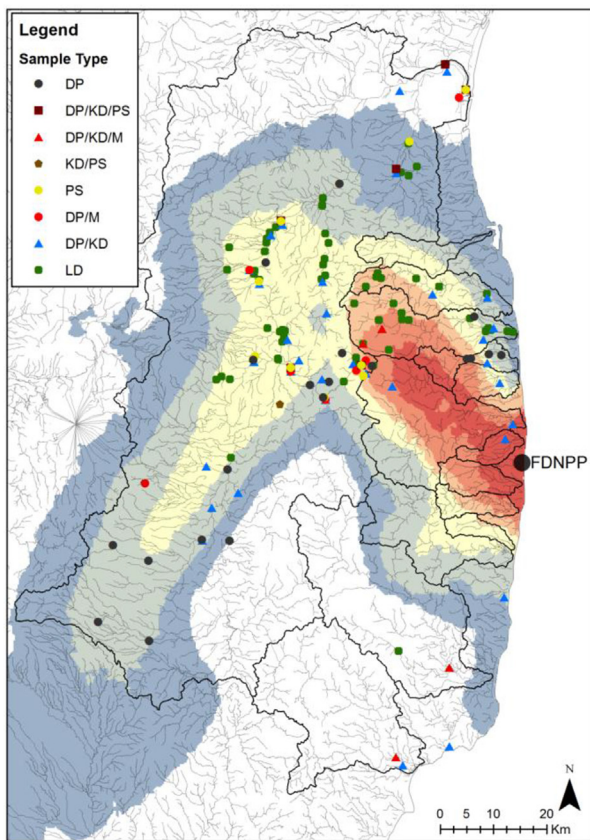 Legend
Sample Type
DP
DP/KD/PS
DP/KD/M
KD/PS
PS
DP/M
DP/KD
LD
FDNPP
N
0 5 10 20
Km